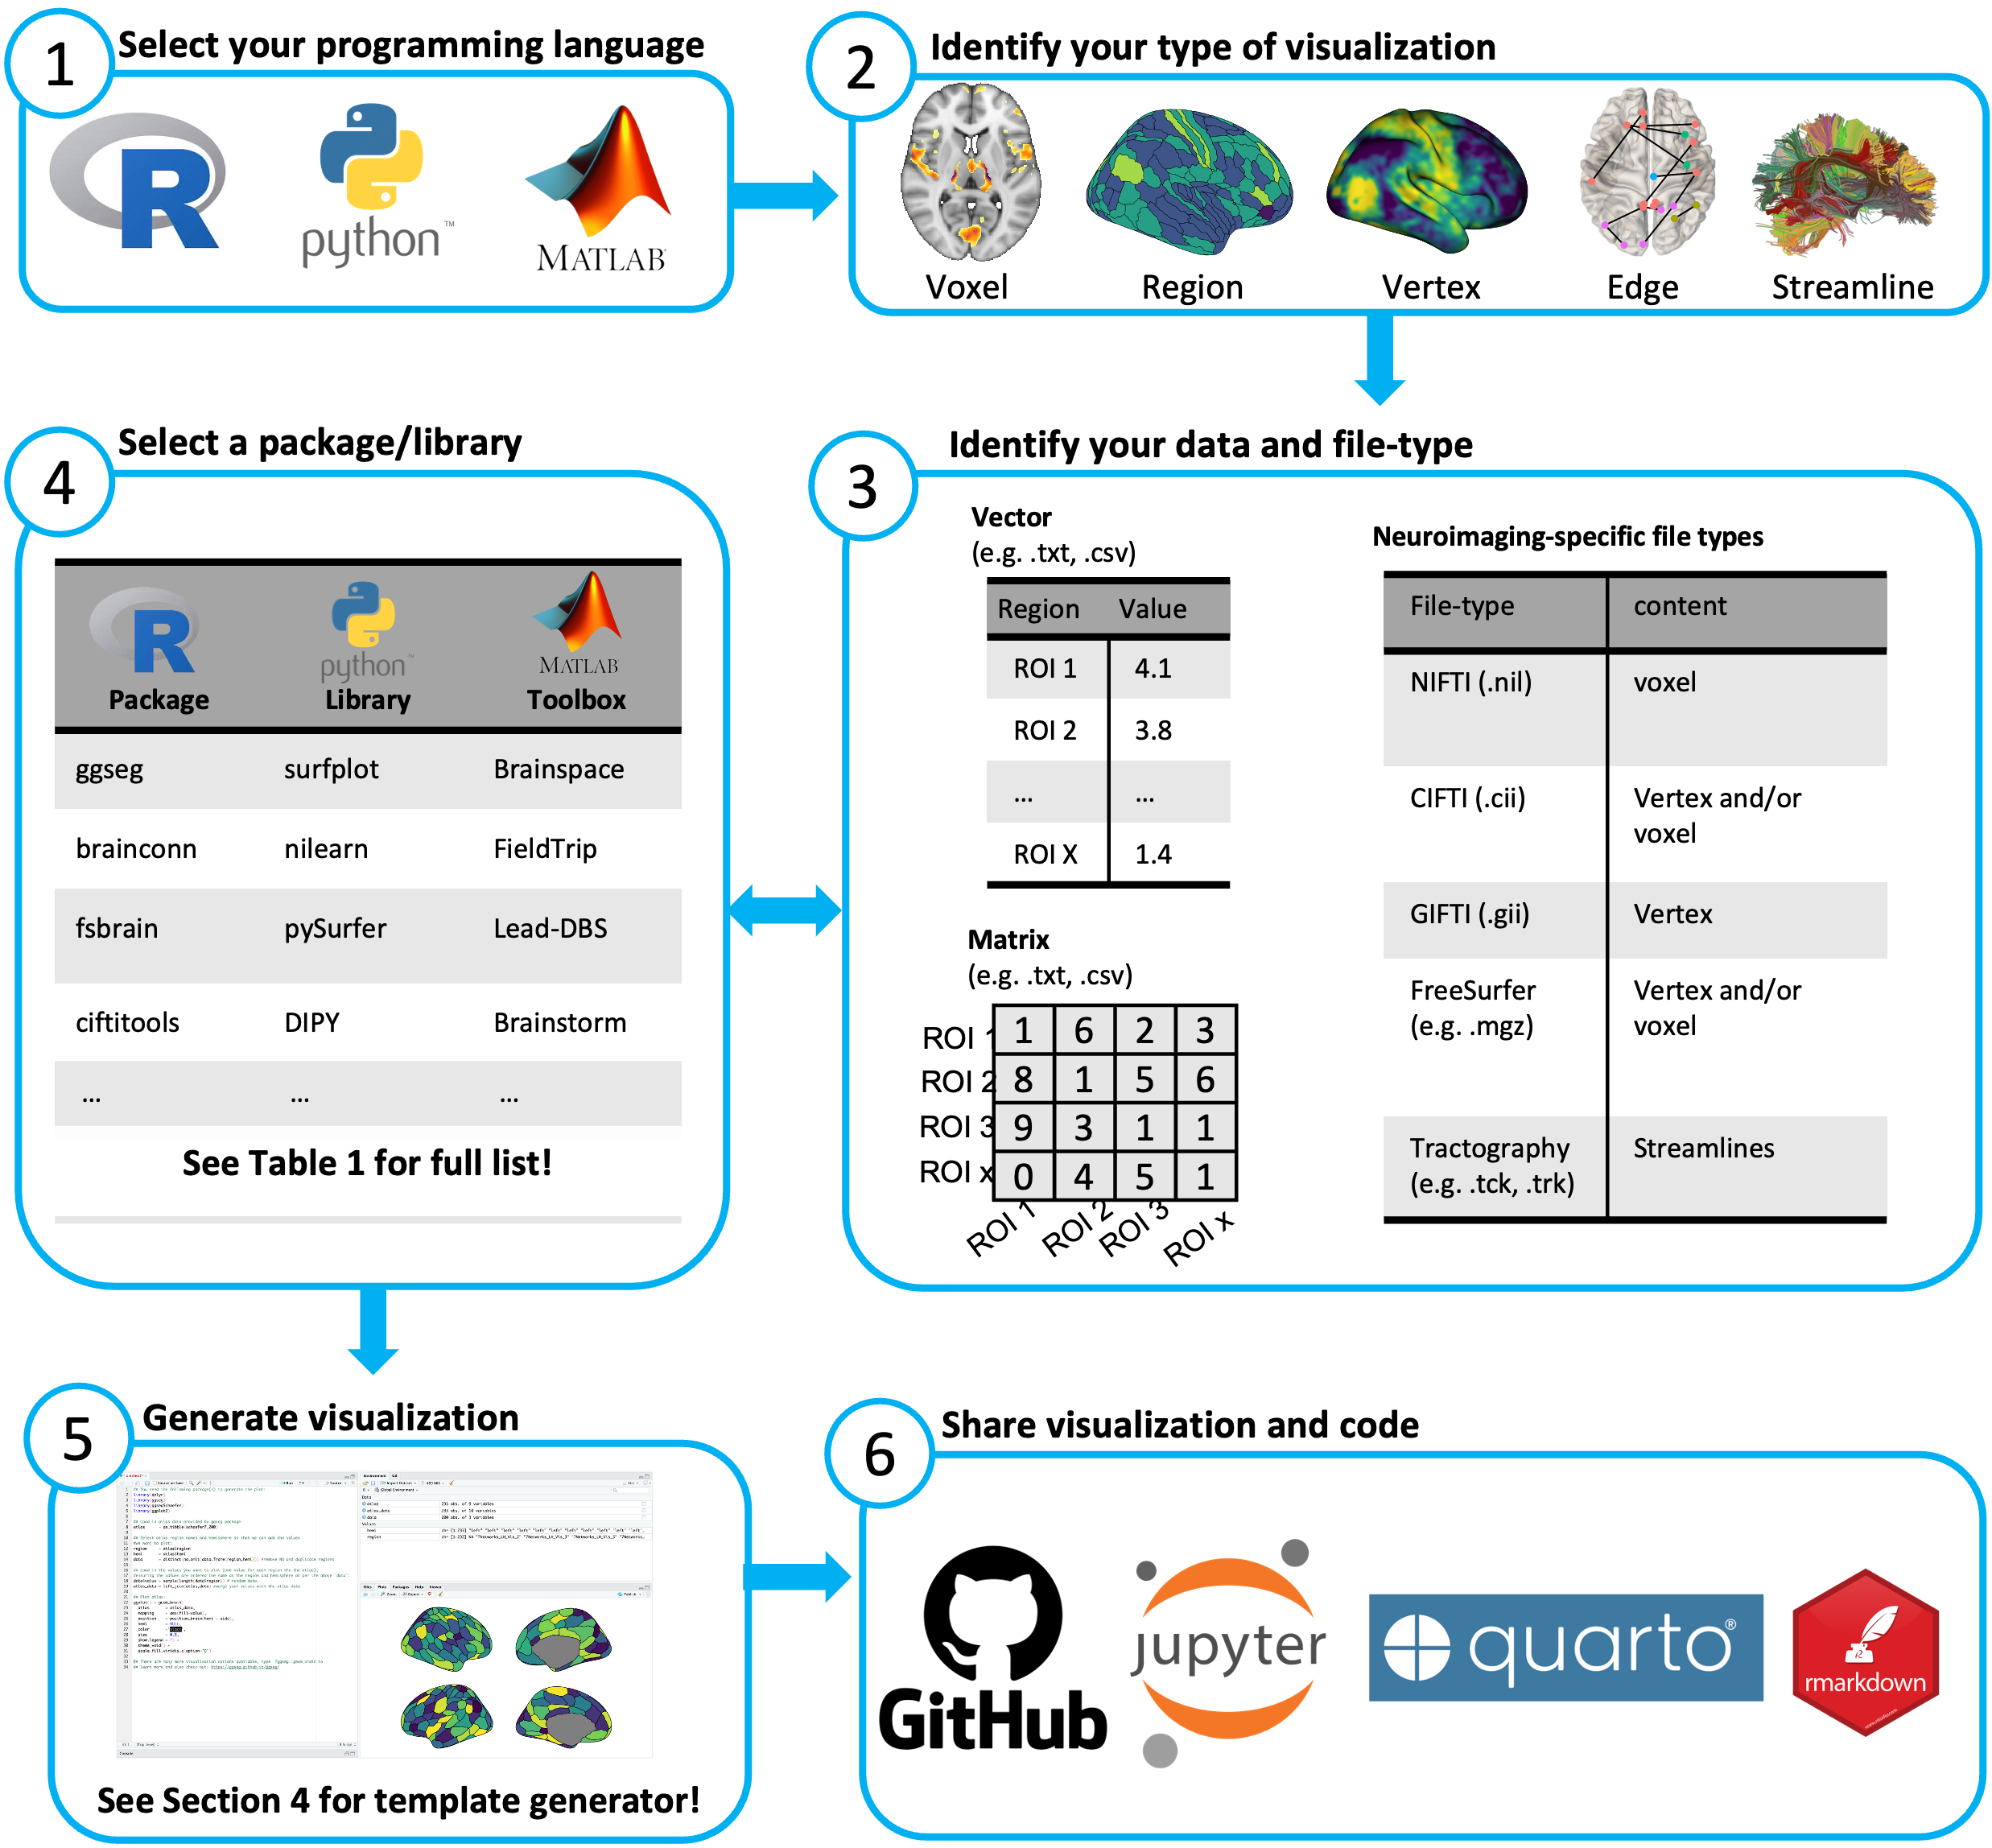 1
Select your programming language
R
python™
MATLAB
2
Identify your type of visualization
Voxel
Region
Vertex
Edge
Streamline
4
Select a package/library
R
python™
MATLAB
Package Library Toolbox
ggseg surfplot Brainspace
brainconn nilearn FieldTrip
fsbrain pySurfer Lead-DBS
ciftitools DIPY Brainstorm
... ... ...
See Table 1 for full list!
3
Identify your data and file-type
Vector
(e.g. .txt, .csv)
Region Value
ROI 1 4.1
ROI 2 3.8
... ...
ROI X 1.4
Matrix
(e.g. .txt, .csv)
ROI 1 1 6 2 3
ROI 2 8 1 5 6
ROI 3 9 3 1 1
ROI x 0 4 5 1
ROI 1 ROI 2 ROI 3 ROI x
Neuroimaging-specific file types
File-type content
NIFTI (.nil) voxel
CIFTI (.cii) Vertex and/or
voxel
GIFTI (.gii) Vertex
FreeSurfer Vertex and/or
(e.g. .mgz) voxel
Tractography Streamlines
(e.g. .tck, .trk)
5
Generate visualization
See Section 4 for template generator!
6
Share visualization and code
GitHub
jupyter
quarto®
rmarkdown